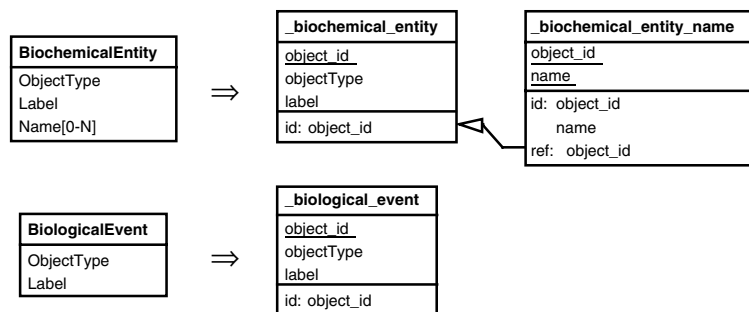 BiochemicalEntity
ObjectType
Label
Name[0-N]
⇒
_biochemical_entity
object_id
objectType
label
id: object_id
_biochemical_entity_name
object_id
name
id: object_id
name
ref: object_id
BiologicalEvent
ObjectType
Label
⇒
_biological_event
object_id
objectType
label
id: object_id